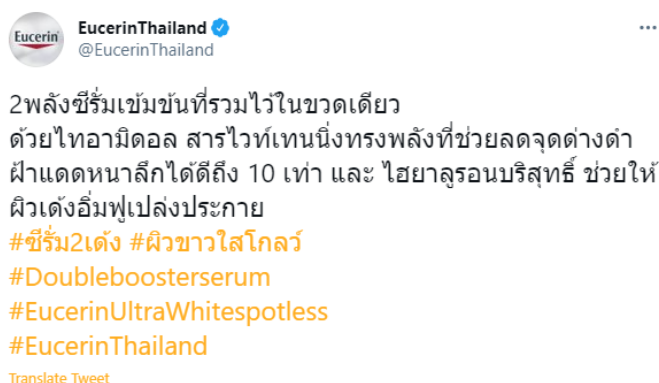 Eucerin
EucerinThailand
@EucerinThailand
2พลังซีรั่มเข้มข้นที่รวมไว้ในขวดเดียว
ด้วยไทอามิดอล สารไวท์เทนนิ่งทรงพลังที่ช่วยลดจุดด่างดำ
ฝ้าแดดหนาลึกได้ดีถึง 10 เท่า และ ไฮยาลูรอนบริสุทธิ์ ช่วยให้
ผิวเด้งอิ่มฟูเปล่งประกาย
#ซีรั่ม2เด้ง #ผิวขาวใสโกลว์
#Doubleboosterserum
#EucerinUltraWhitespotless
#EucerinThailand
Translate Tweet